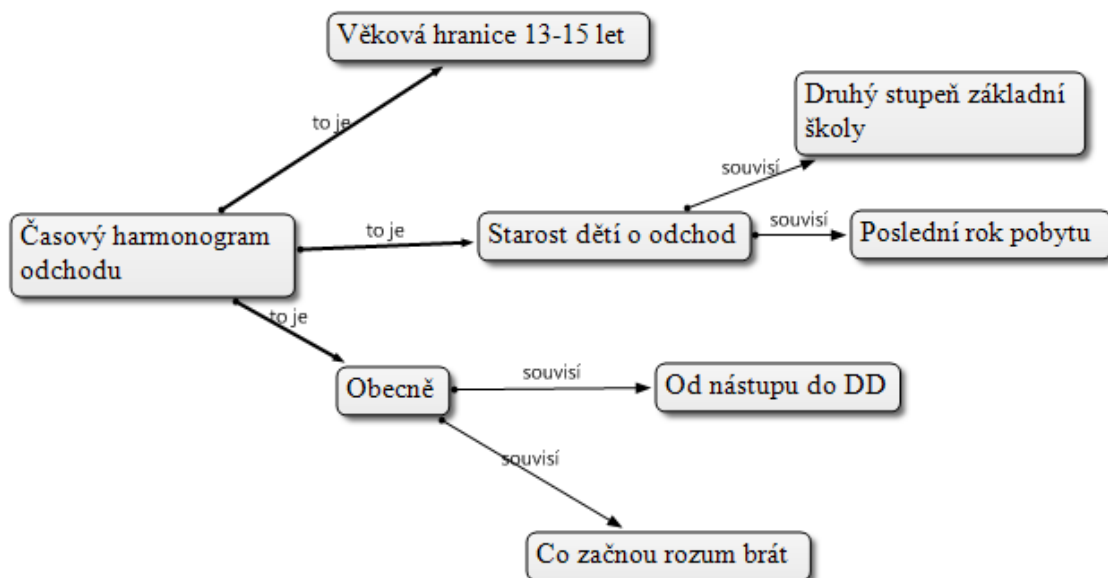 Věková hranice 13-15 let
to je
Druhý stupeň základní
školy
souvisí
Časový harmonogram
odchodu
to je
Starost dětí o odchod
souvisí
Poslední rok pobytu
to je
Obecně
souvisí
Od nástupu do DD
souvisí
Co začnou rozum brát